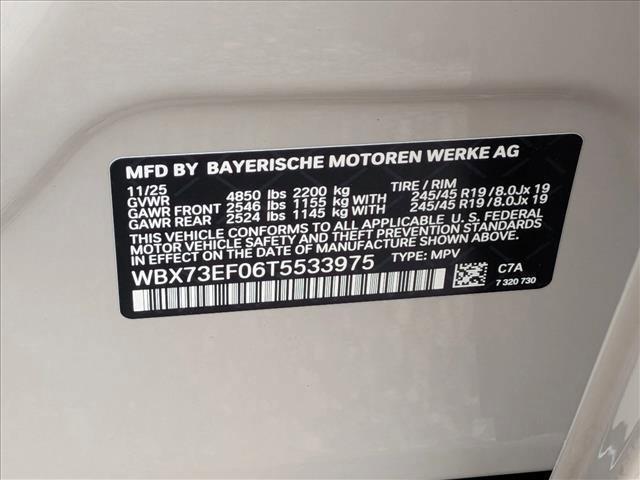 MFD BY BAYERISCHE MOTOREN WERKE AG
11/25 TIRE / RIM
GVWR 4850 lbs 2200 kg
GAWR FRONT 2546 lbs 1155 kg WITH 245/45 R19 / 8.0Jx 19
GAWR REAR 2524 lbs 1145 kg WITH 245/45 R19 / 8.0Jx 19
THIS VEHICLE CONFORMS TO ALL APPLICABLE U. S. FEDERAL
MOTOR VEHICLE SAFETY, BUMPER, AND THEFT PREVENTION STANDARDS
IN EFFECT ON THE DATE OF MANUFACTURE SHOWN ABOVE.
WBX73EF06T5533975 TYPE: MPV
C7A
7 320 730